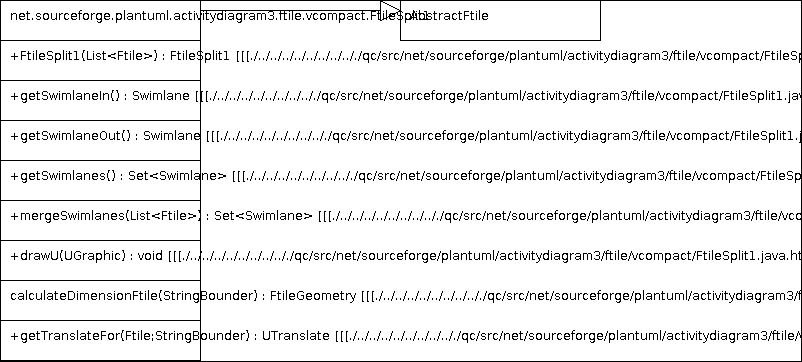 net.sourceforge.plantuml.activitydiagram3.ftile.vcompact.FtileSplit1
AbstractFtile
+FtileSplit1(List<Ftile>) : FtileSplit1 [[[./../../../../../../../../../qc/src/net/sourceforge/plantuml/activitydiagram3/ftile/vcompact/FtileSp
+getSwimlaneIn() : Swimlane [[[./../../../../../../../../../qc/src/net/sourceforge/plantuml/activitydiagram3/ftile/vcompact/FtileSplit1.jav
+getSwimlaneOut() : Swimlane [[[./../../../../../../../../../qc/src/net/sourceforge/plantuml/activitydiagram3/ftile/vcompact/FtileSplit1.j
+getSwimlanes() : Set<Swimlane> [[[./../../../../../../../../../qc/src/net/sourceforge/plantuml/activitydiagram3/ftile/vcompact/FtileSp
+mergeSwimlanes(List<Ftile>) : Set<Swimlane> [[[./../../../../../../../../../qc/src/net/sourceforge/plantuml/activitydiagram3/ftile/vco
+drawU(UGraphic) : void [[[./../../../../../../../../../qc/src/net/sourceforge/plantuml/activitydiagram3/ftile/vcompact/FtileSplit1.java.ht
calculateDimensionFtile(StringBounder) : FtileGeometry [[[./../../../../../../../../../qc/src/net/sourceforge/plantuml/activitydiagram3/f
+getTranslateFor(Ftile;StringBounder) : UTranslate [[[./../../../../../../../../../qc/src/net/sourceforge/plantuml/activitydiagram3/ftile/v